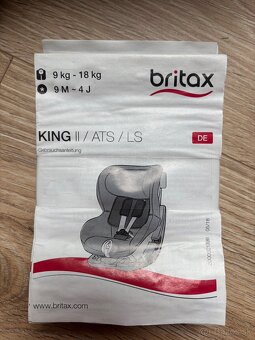 9 kg - 18 kg
9 M ~ 4 J
britax
KING II / ATS / LS
DE
Gebrauchsanleitung
www.britax.com